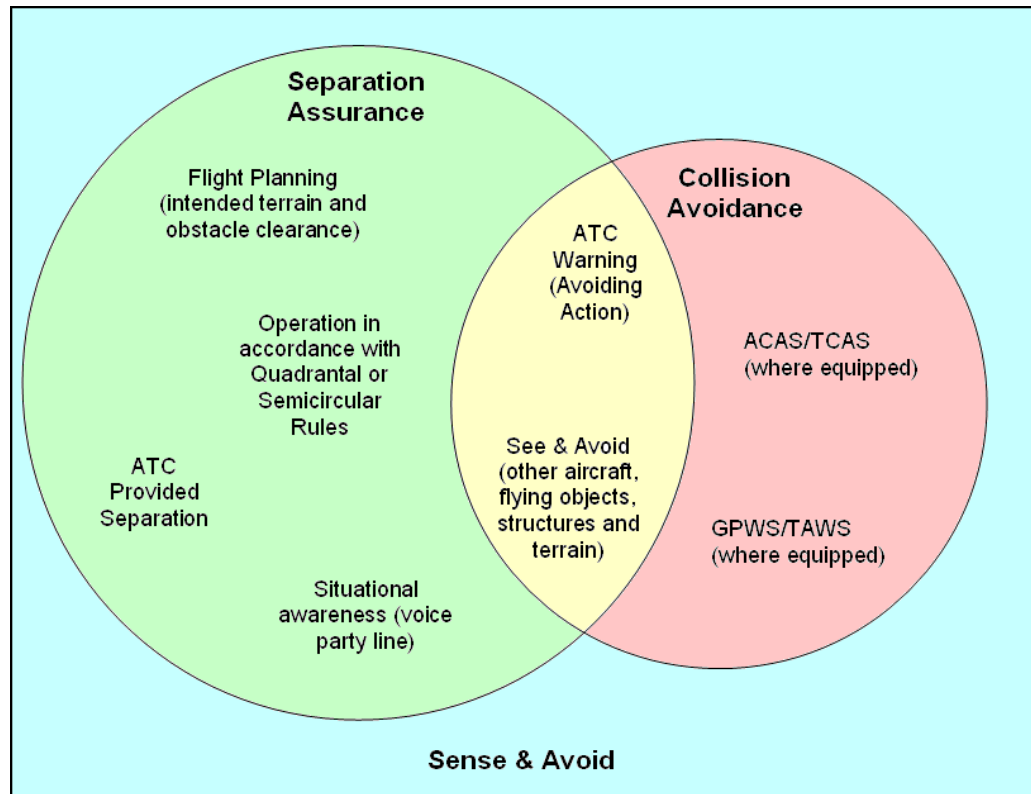 Separation
Assurance
Flight Planning
(intended terrain and
obstacle clearance)
Operation in
accordance with
Quadrantal or
Semicircular
Rules
ATC
Provided
Separation
Situational
awareness (voice
party line)
ATC
Warning
(Avoiding
Action)
See & Avoid
(other aircraft,
flying objects,
structures and
terrain)
Collision
Avoidance
ACAS/TCAS
(where equipped)
GPWS/TAWS
(where equipped)
Sense & Avoid